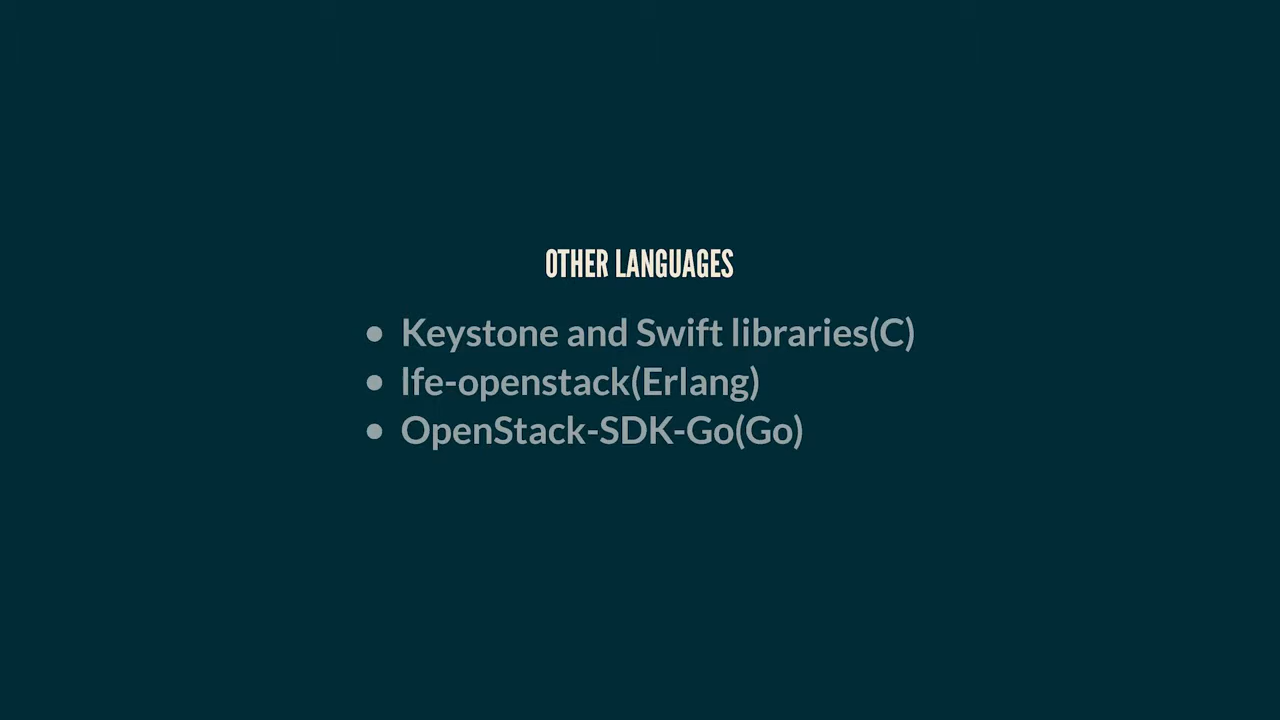 OTHER LANGUAGES
• Keystone and Swift libraries(C)
• lfe-openstack(Erlang)
• OpenStack-SDK-Go(Go)